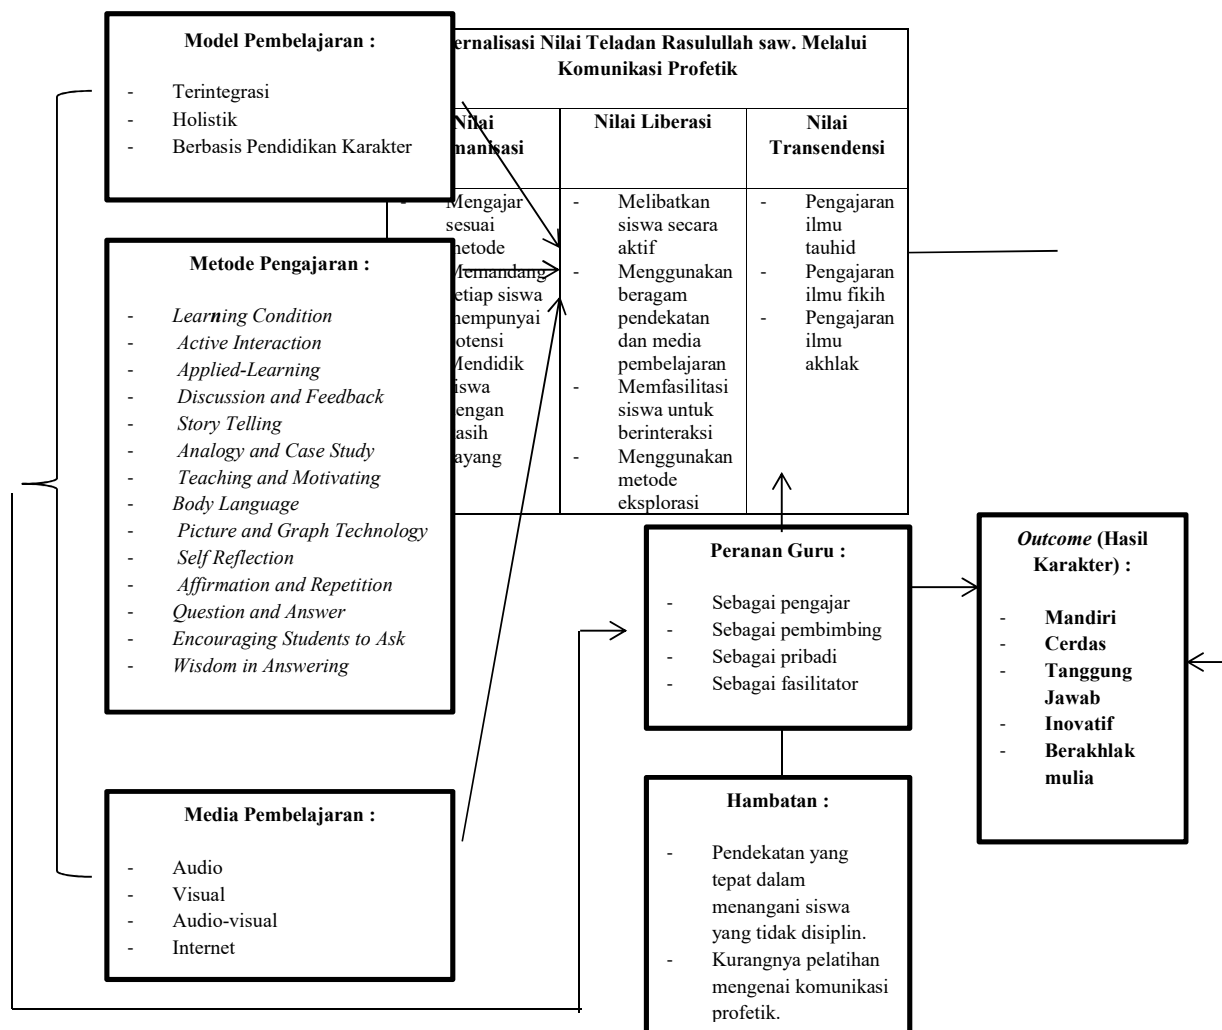 Model Pembelajaran :
- Terintegrasi
- Holistik
- Berbasis Pendidikan Karakter
ernalisasi Nilai Teladan Rasulullah saw. Melalui
Komunikasi Profetik
Nilai
manisasi
- Mengajar
sesuai
metode
Memandang
etiap siswa
mempunyai
otensi
Mendidik
iswa
engan
asih
ayang
Nilai Liberasi
- Melibatkan
siswa secara
aktif
- Menggunakan
beragam
pendekatan
dan media
pembelajaran
- Memfasilitasi
siswa untuk
berinteraksi
- Menggunakan
metode
eksplorasi
Nilai
Transendensi
- Pengajaran
ilmu
tauhid
- Pengajaran
ilmu fikih
- Pengajaran
ilmu
akhlak
Metode Pengajaran :
- Learning Condition
- Active Interaction
- Applied-Learning
- Discussion and Feedback
- Story Telling
- Analogy and Case Study
- Teaching and Motivating
- Body Language
- Picture and Graph Technology
- Self Reflection
- Affirmation and Repetition
- Question and Answer
- Encouraging Students to Ask
- Wisdom in Answering
Media Pembelajaran :
- Audio
- Visual
- Audio-visual
- Internet
Peranan Guru :
- Sebagai pengajar
- Sebagai pembimbing
- Sebagai pribadi
- Sebagai fasilitator
Hambatan :
- Pendekatan yang
tepat dalam
menangani siswa
yang tidak disiplin.
- Kurangnya pelatihan
mengenai komunikasi
profetik.
Outcome (Hasil
Karakter) :
- Mandiri
- Cerdas
- Tanggung
Jawab
- Inovatif
- Berakhlak
mulia